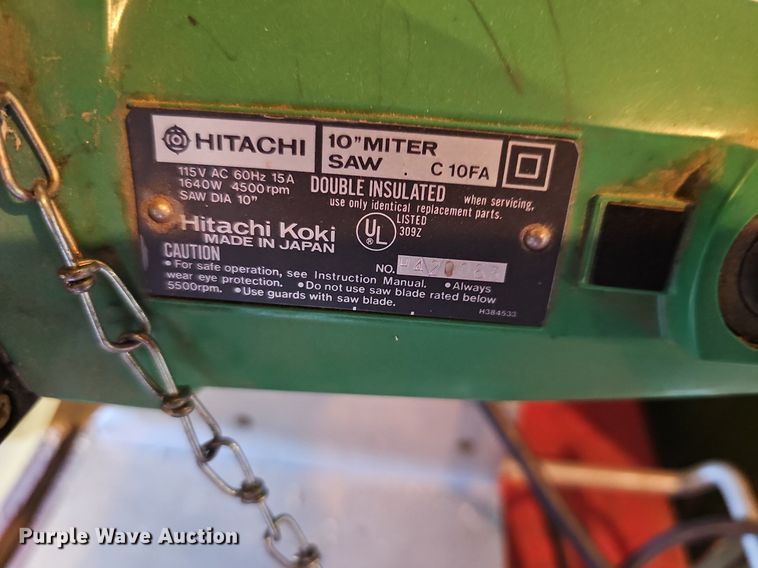 HITACHI
10" MITER
SAW C 10FA
115V AC 60Hz 15A
1640W 4500rpm
SAW DIA 10"
DOUBLE INSULATED when servicing,
use only identical replacement parts.
Hitachi Koki
MADE IN JAPAN
UL
LISTED
309Z
CAUTION
NO.
• For safe operation, see Instruction Manual. • Always
wear eye protection. • Do not use saw blade rated below
5500rpm. • Use guards with saw blade.
H384533
Purple Wave Auction